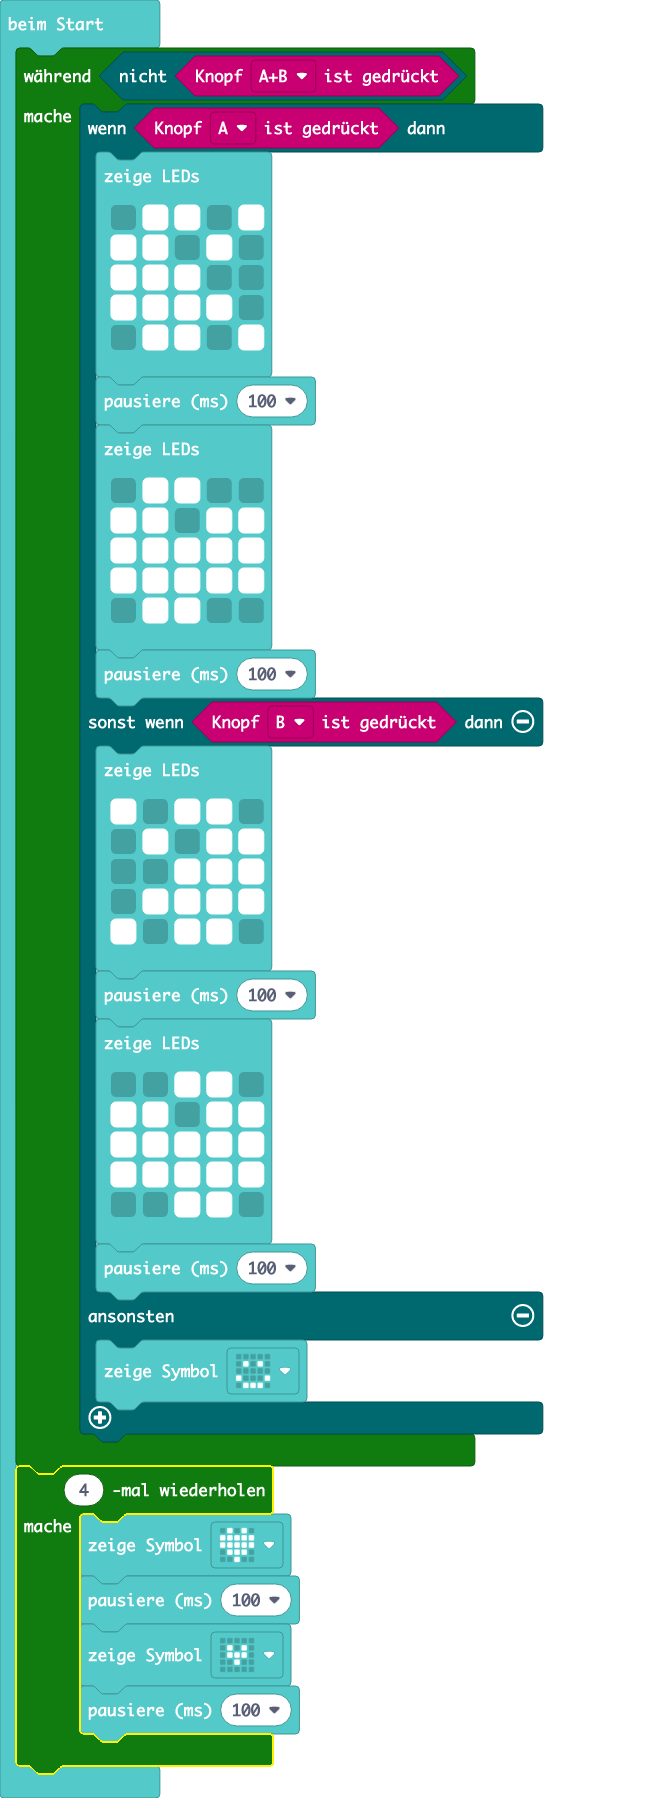 beim Start
während nicht Knopf A+B ist gedrückt
mache
wenn Knopf A ist gedrückt dann
zeige LEDs
pausiere (ms) 100
zeige LEDs
pausiere (ms) 100
sonst wenn Knopf B ist gedrückt dann
zeige LEDs
pausiere (ms) 100
zeige LEDs
pausiere (ms) 100
ansonsten
zeige Symbol
4 -mal wiederholen
mache
zeige Symbol
pausiere (ms) 100
zeige Symbol
pausiere (ms) 100